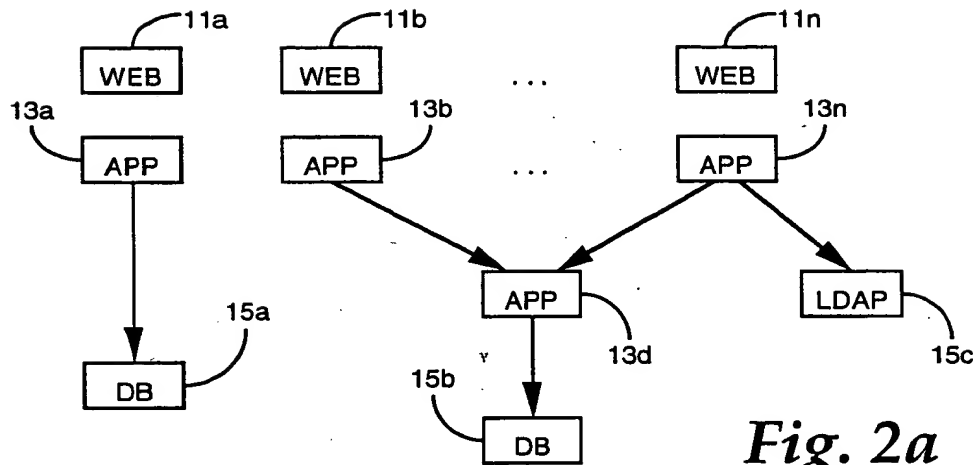 11a 11b 11n
WEB WEB ... WEB
13a 13b 13n
APP APP ... APP
APP LDAP
15a 13d 15c
DB 15b
DB
Fig. 2a